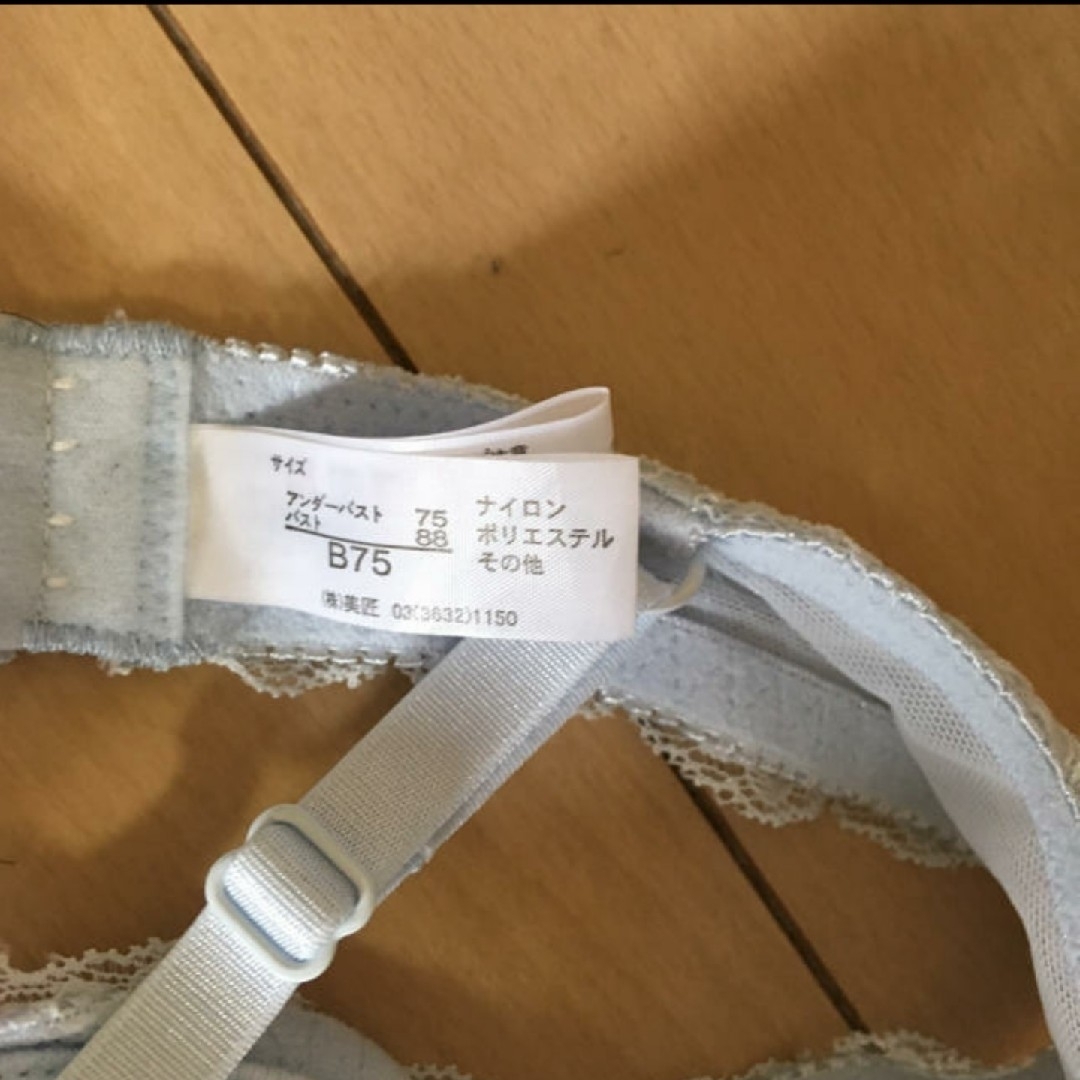 サイズ
アンダーバスト 75
バスト 88
B75
ナイロン
ポリエステル
その他
(株)美匠 03(3632)1150